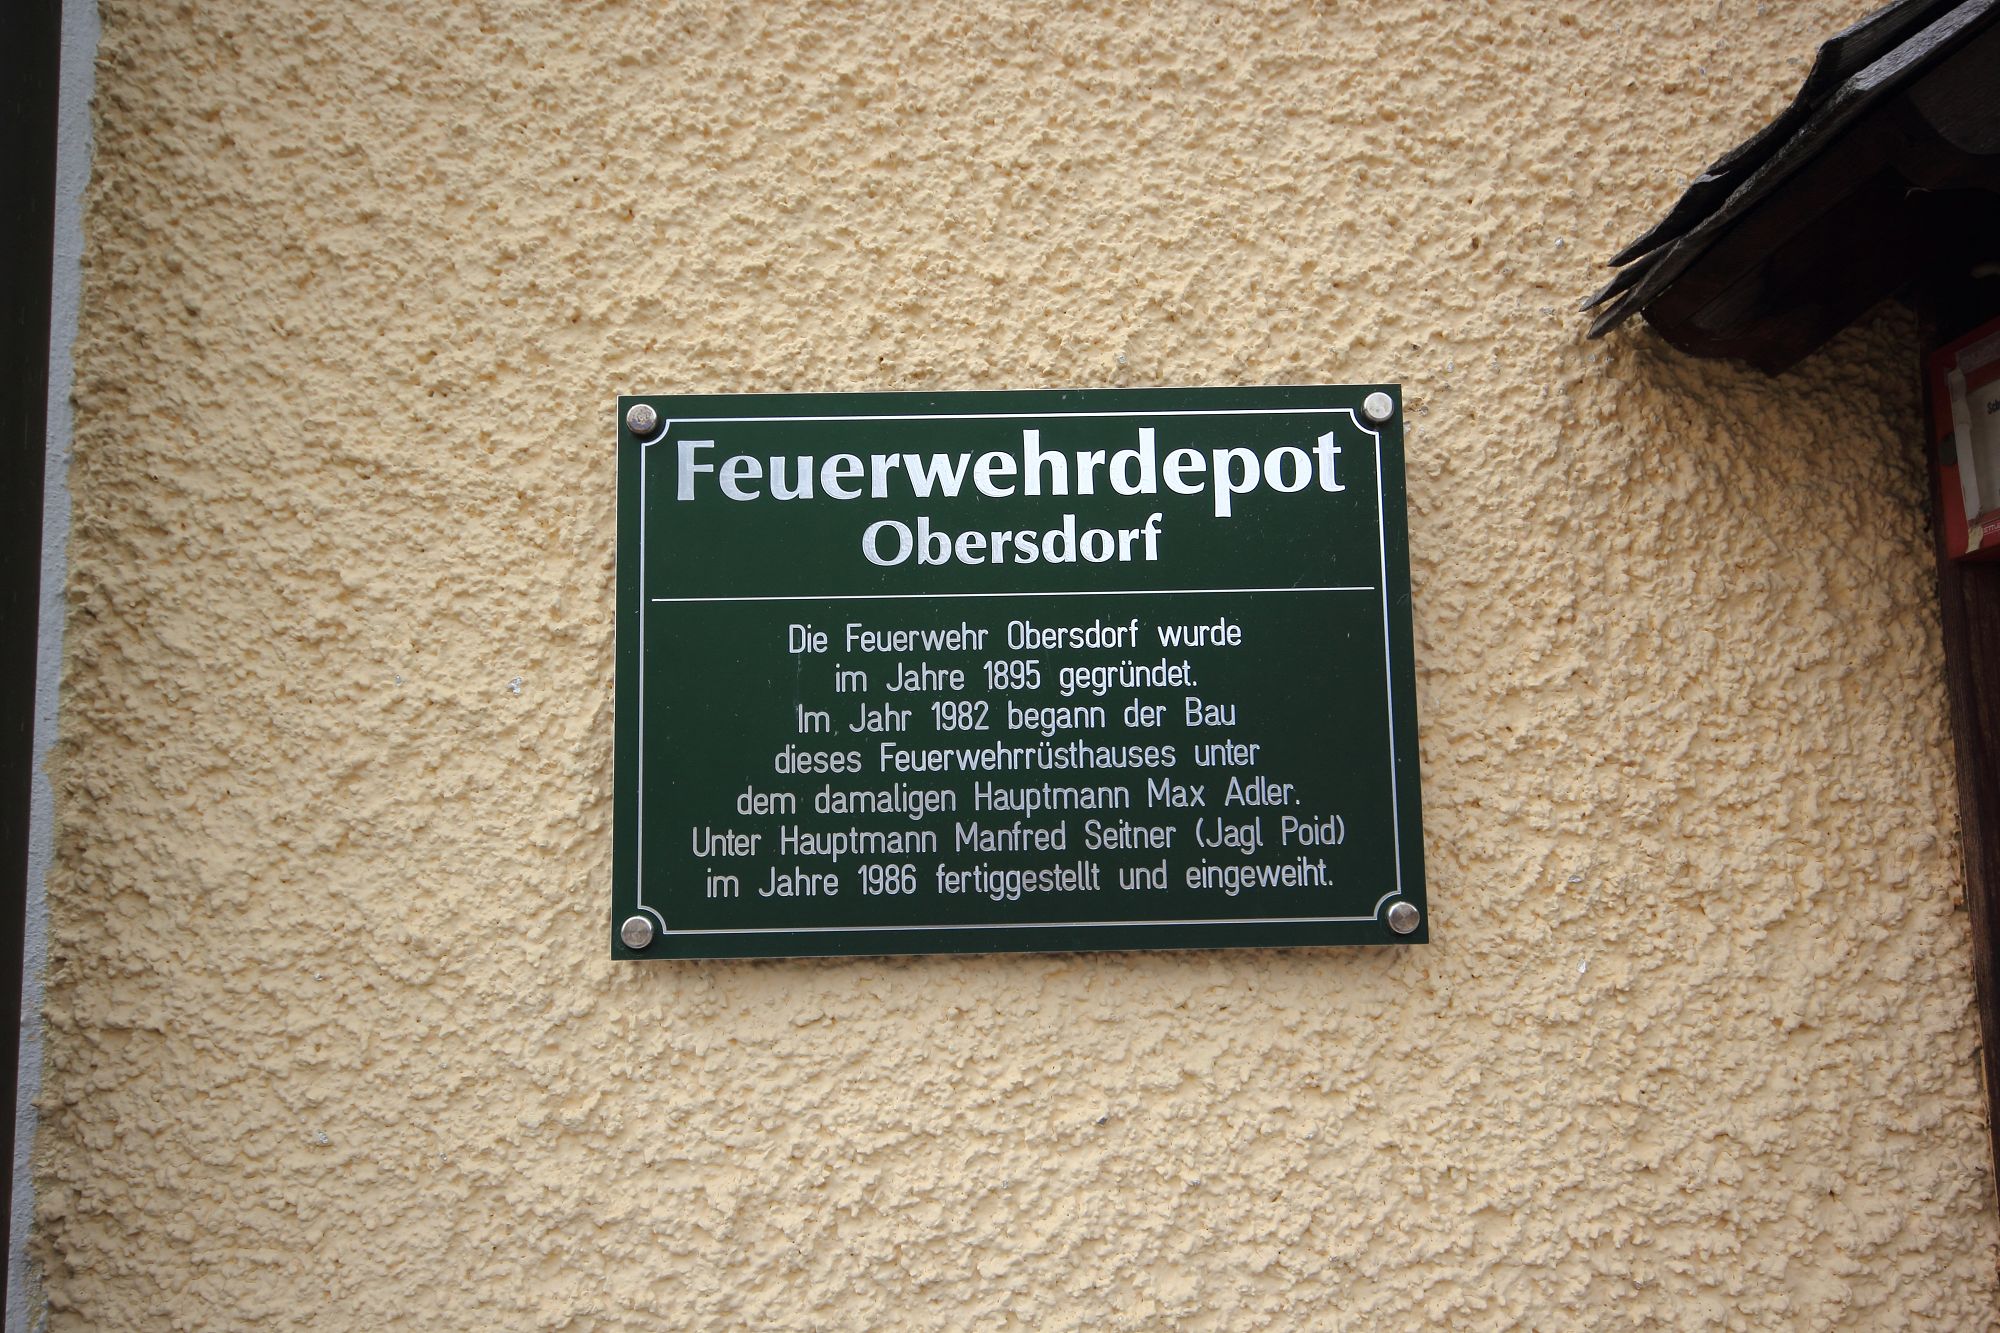 Feuerwehrdepot
Obersdorf
Die Feuerwehr Obersdorf wurde
im Jahre 1895 gegründet.
Im Jahr 1982 begann der Bau
dieses Feuerwehrrüsthauses unter
dem damaligen Hauptmann Max Adler.
Unter Hauptmann Manfred Seitner (Jagl Poid)
im Jahre 1986 fertiggestellt und eingeweiht.